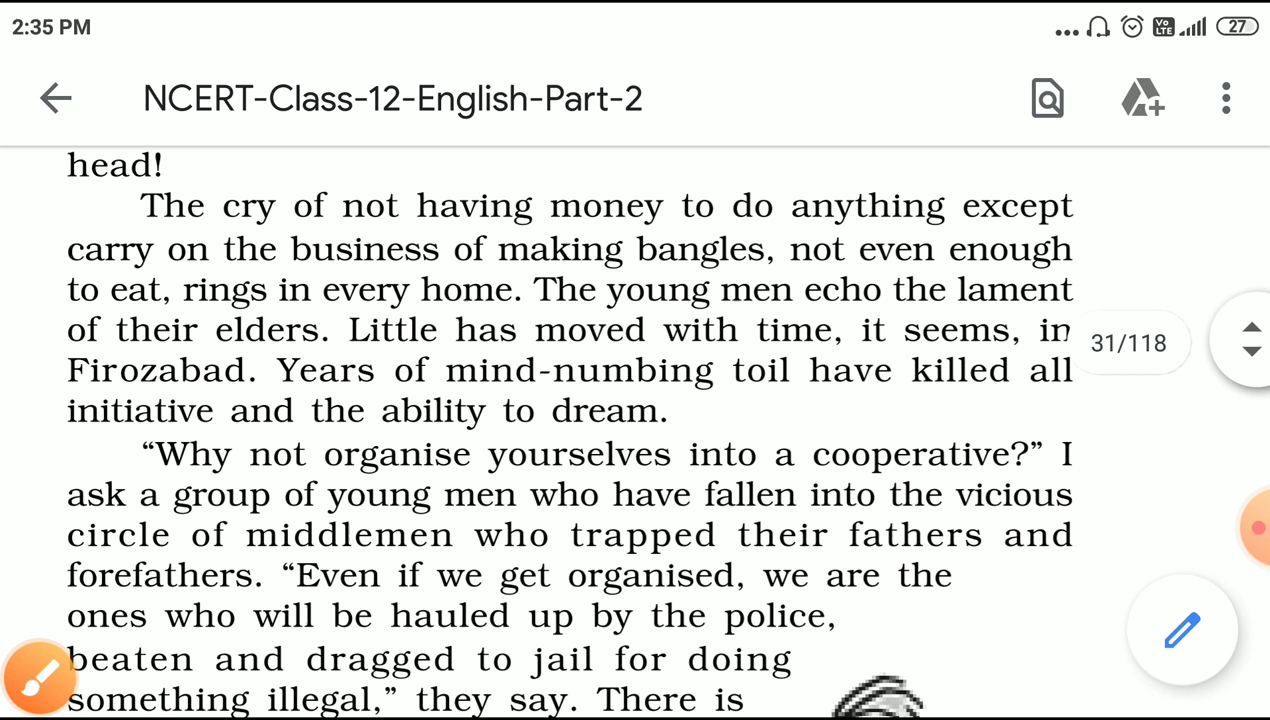 2:35 PM
Vo LTE
27
NCERT-Class-12-English-Part-2
head!
The cry of not having money to do anything except
carry on the business of making bangles, not even enough
to eat, rings in every home. The young men echo the lament
of their elders. Little has moved with time, it seems, in
Firozabad. Years of mind-numbing toil have killed all
initiative and the ability to dream.
“Why not organise yourselves into a cooperative?” I
ask a group of young men who have fallen into the vicious
circle of middlemen who trapped their fathers and
forefathers. “Even if we get organised, we are the
ones who will be hauled up by the police,
beaten and dragged to jail for doing
something illegal,” they say. There is
31/118